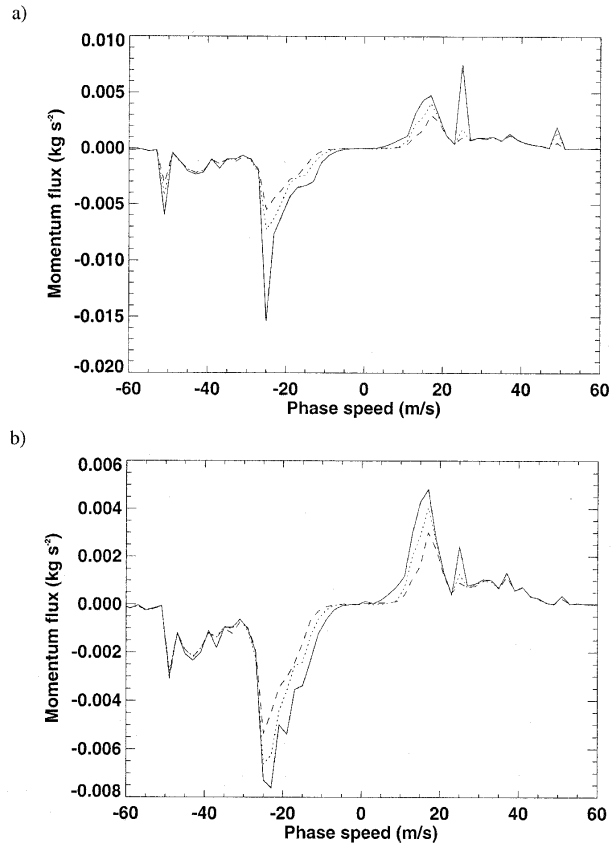 a)
0.010
0.005
0.000
-0.005
-0.010
-0.015
-0.020
Momentum flux (kg s⁻²)
-60 -40 -20 0 20 40 60
Phase speed (m/s)
b)
0.006
0.004
0.002
0.000
-0.002
-0.004
-0.006
-0.008
Momentum flux (kg s⁻²)
-60 -40 -20 0 20 40 60
Phase speed (m/s)